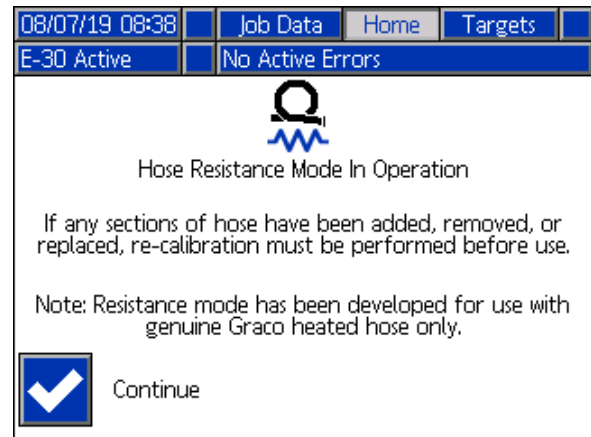 08/07/19 08:38 Job Data Home Targets
E-30 Active No Active Errors
Hose Resistance Mode In Operation
If any sections of hose have been added, removed, or
replaced, re-calibration must be performed before use.
Note: Resistance mode has been developed for use with
genuine Graco heated hose only.
Continue